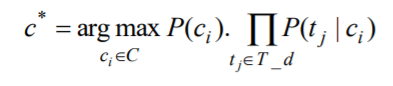 c* = arg max P(c_i). ∏ P(t_j | c_i)
c_i∈C t_j∈T_d